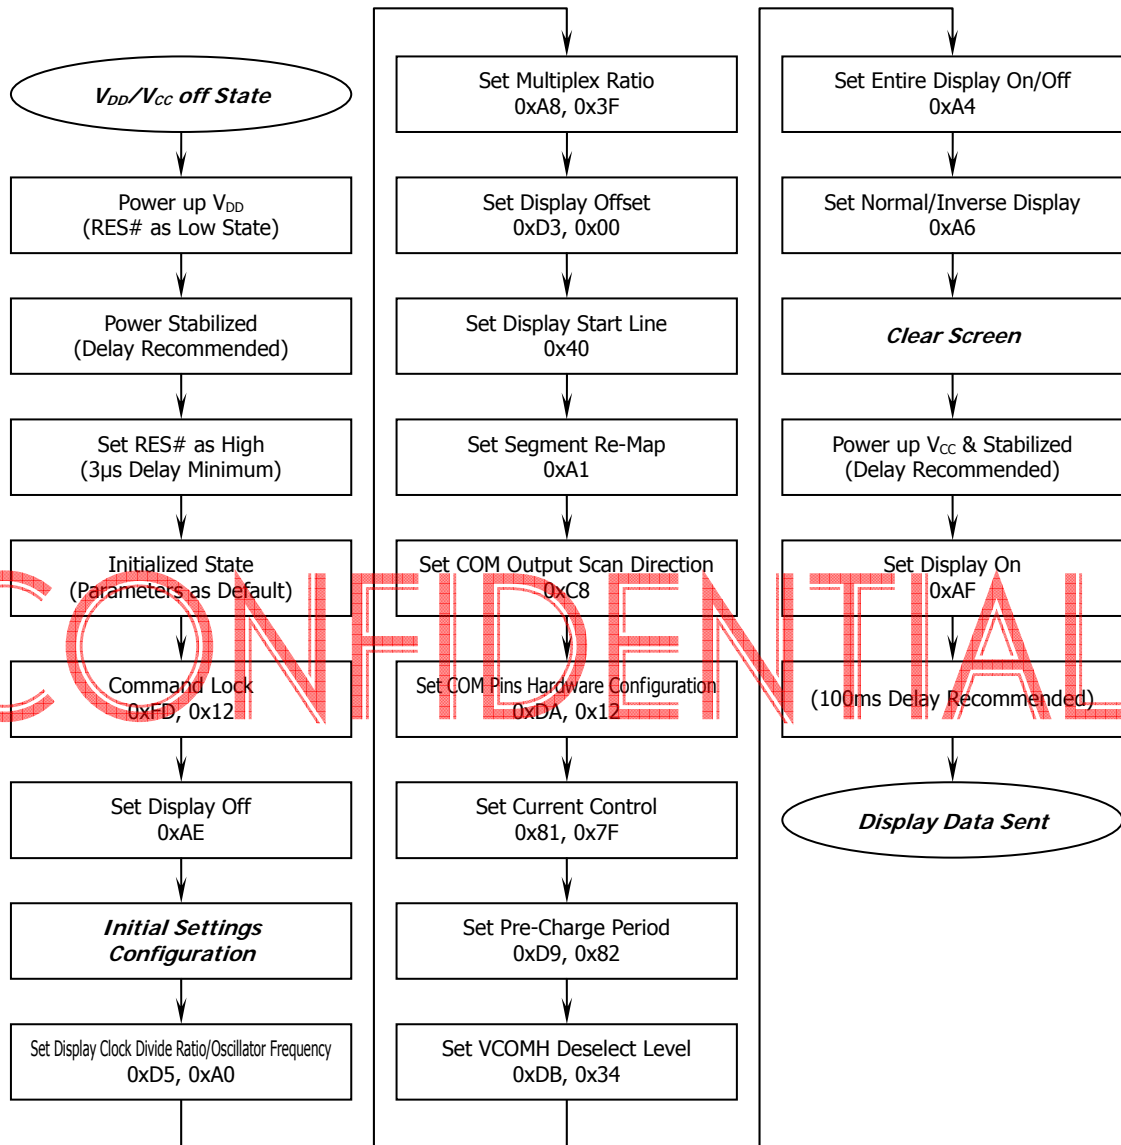 V_DD/V_CC off State
Power up V_DD
(RES# as Low State)
Power Stabilized
(Delay Recommended)
Set RES# as High
(3µs Delay Minimum)
Initialized State
(Parameters as Default)
Command Lock
0xFD, 0x12
Set Display Off
0xAE
Initial Settings
Configuration
Set Display Clock Divide Ratio/Oscillator Frequency
0xD5, 0xA0
Set Multiplex Ratio
0xA8, 0x3F
Set Display Offset
0xD3, 0x00
Set Display Start Line
0x40
Set Segment Re-Map
0xA1
Set COM Output Scan Direction
0xC8
Set COM Pins Hardware Configuration
0xDA, 0x12
Set Current Control
0x81, 0x7F
Set Pre-Charge Period
0xD9, 0x82
Set VCOMH Deselect Level
0xDB, 0x34
Set Entire Display On/Off
0xA4
Set Normal/Inverse Display
0xA6
Clear Screen
Power up V_CC & Stabilized
(Delay Recommended)
Set Display On
0xAF
(100ms Delay Recommended)
Display Data Sent
CONFIDENTIAL